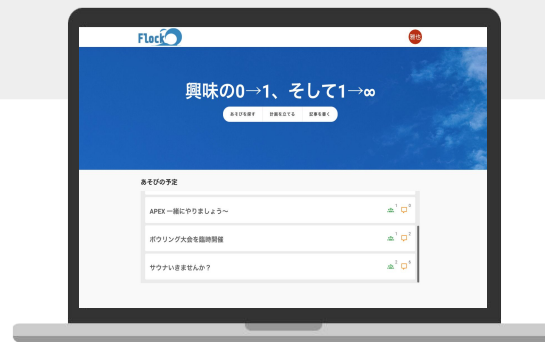 Flock
興味の0→1、そして1→∞
あそびを探す 計画を立てる 記事を書く
あそびの予定
APEX 一緒にやりましょう〜
ボウリング大会を臨時開催
サウナいきませんか？